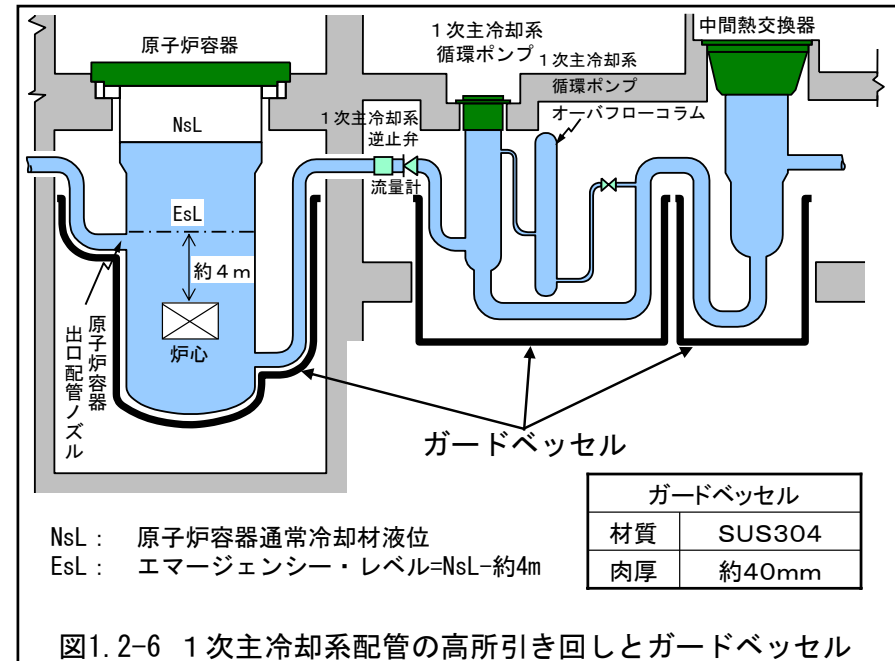 原子炉容器
1次主冷却系
循環ポンプ
1次主冷却系
循環ポンプ
中間熱交換器
NsL
1次主冷却系
逆止弁
オーバフローコラム
流量計
EsL
約4m
炉心
原子炉容器
出口配管ノズル
ガードベッセル
ガードベッセル
材質 SUS304
肉厚 約40mm
NsL: 原子炉容器通常冷却材液位
EsL: エマージェンシー・レベル=NsL-約4m
図1.2-6 1次主冷却系配管の高所引き回しとガードベッセル